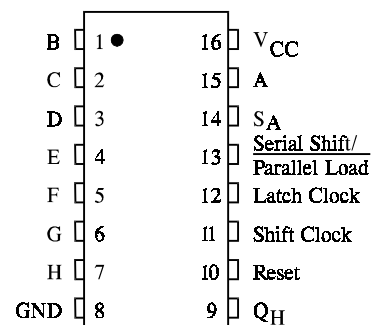 B 1 16 VCC
C 2 15 A
D 3 14 SA
E 4 13 Serial Shift/
Parallel Load
F 5 12 Latch Clock
G 6 11 Shift Clock
H 7 10 Reset
GND 8 9 QH